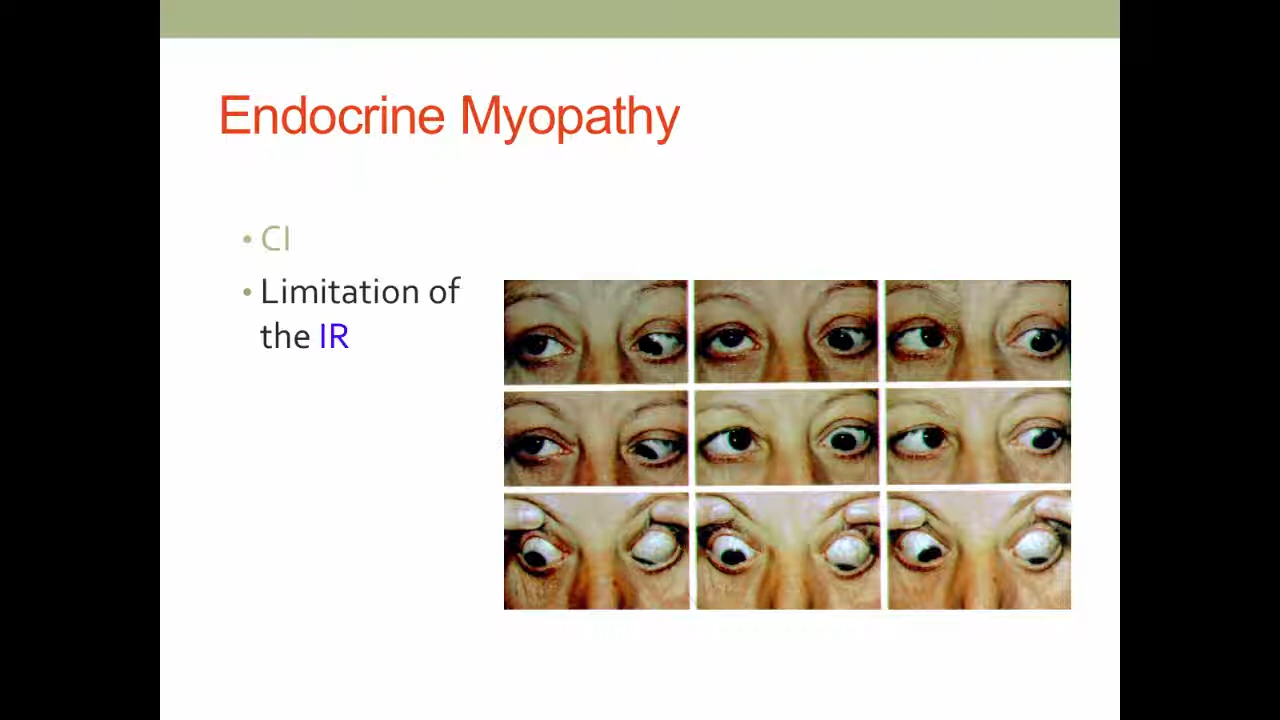 Endocrine Myopathy
• CI
• Limitation of
the IR